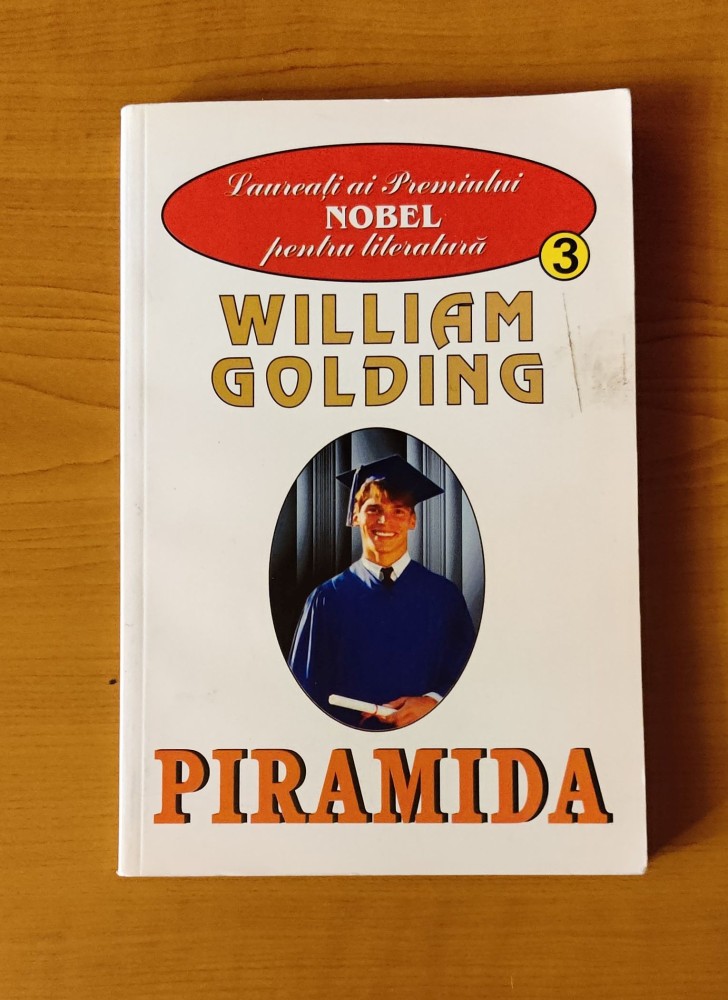 Laureați ai Premiului
NOBEL
pentru literatură
3
WILLIAM
GOLDING
PIRAMIDA